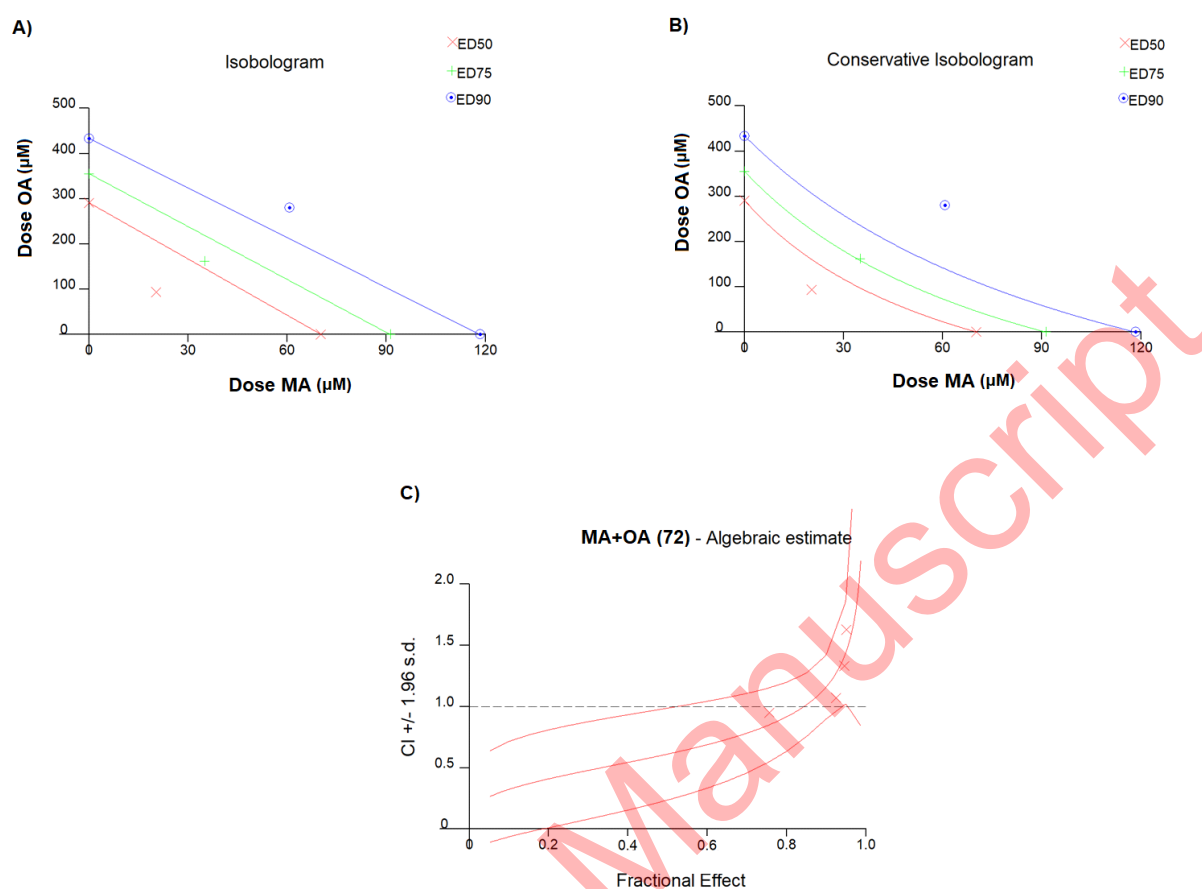 A)
Isobologram
ED50
ED75
ED90
500
400
300
200
100
0
Dose OA (µM)
0 30 60 90 120
Dose MA (µM)
B)
Conservative Isobologram
ED50
ED75
ED90
500
400
300
200
100
0
Dose OA (µM)
0 30 60 90 120
Dose MA (µM)
C)
MA+OA (72) - Algebraic estimate
2.0
1.5
1.0
0.5
0
CI +/- 1.96 s.d.
0 0.2 0.4 0.6 0.8 1.0
Fractional Effect
Manuscript